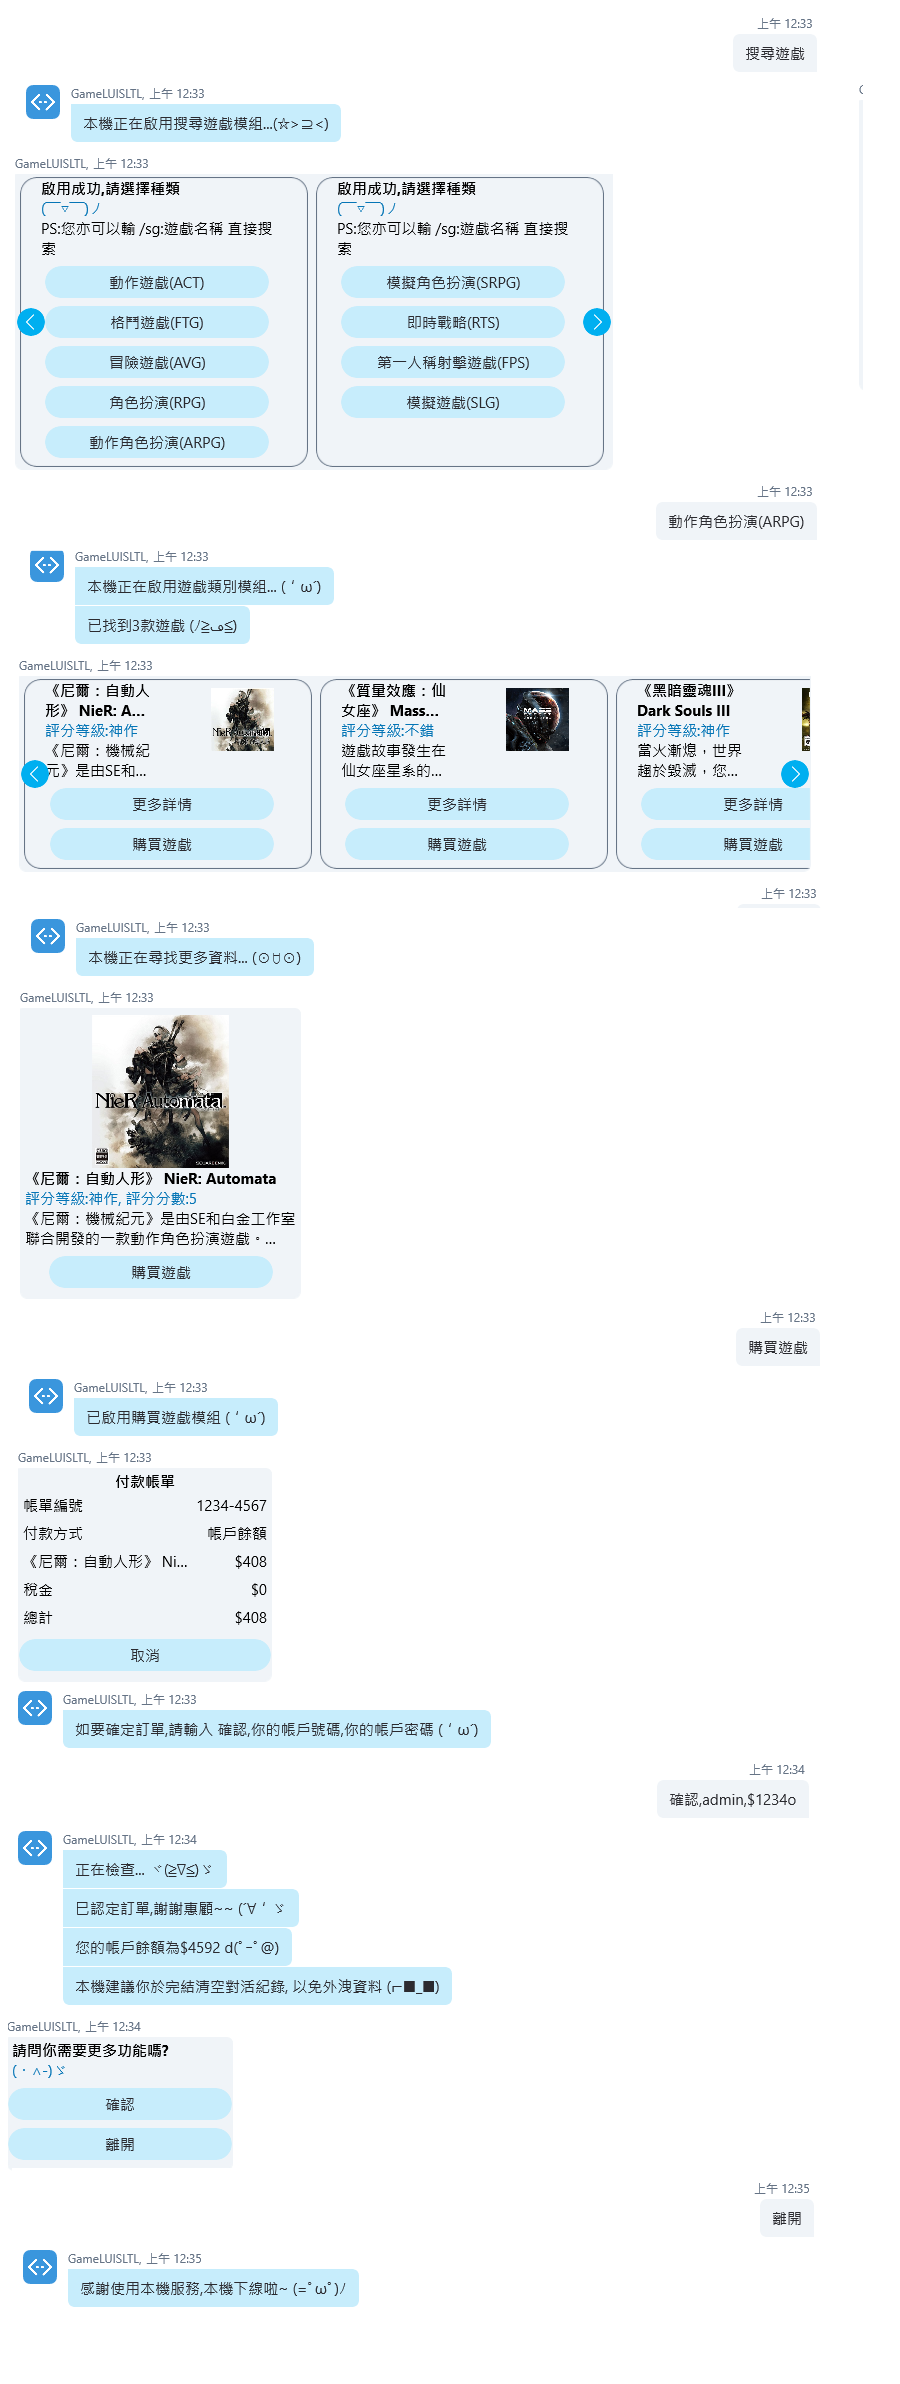 上午 12:33
搜尋遊戲
GameLUISLTL, 上午 12:33
本機正在啟用搜尋遊戲模組...(☆>⊇<)
GameLUISLTL, 上午 12:33
啟用成功,請選擇種類
(￣▽￣)ノ
PS:您亦可以輸 /sg:遊戲名稱 直接搜
索
動作遊戲(ACT)
格鬥遊戲(FTG)
冒險遊戲(AVG)
角色扮演(RPG)
動作角色扮演(ARPG)
啟用成功,請選擇種類
(￣▽￣)ノ
PS:您亦可以輸 /sg:遊戲名稱 直接搜
索
模擬角色扮演(SRPG)
即時戰略(RTS)
第一人稱射擊遊戲(FPS)
模擬遊戲(SLG)
上午 12:33
動作角色扮演(ARPG)
GameLUISLTL, 上午 12:33
本機正在啟用遊戲類別模組... (‘ω´)
已找到3款遊戲 (ﾉ≧ڡ≦)
GameLUISLTL, 上午 12:33
《尼爾：自動人
形》 NieR: A...
評分等級:神作
《尼爾：機械紀
元》是由SE和...
更多詳情
購買遊戲
《質量效應：仙
女座》 Mass...
評分等級:不錯
遊戲故事發生在
仙女座星系的...
更多詳情
購買遊戲
《黑暗靈魂III》
Dark Souls III
評分等級:神作
當火漸熄，世界
趨於毀滅，您...
更多詳情
購買遊戲
上午 12:33
GameLUISLTL, 上午 12:33
本機正在尋找更多資料... (⊙ꇴ⊙)
GameLUISLTL, 上午 12:33
NieR:Automata
SQUARE ENIX
《尼爾：自動人形》 NieR: Automata
評分等級:神作, 評分分數:5
《尼爾：機械紀元》是由SE和白金工作室
聯合開發的一款動作角色扮演遊戲。...
購買遊戲
上午 12:33
購買遊戲
GameLUISLTL, 上午 12:33
已啟用購買遊戲模組 (‘ω´)
GameLUISLTL, 上午 12:33
付款帳單
帳單編號 1234-4567
付款方式 帳戶餘額
《尼爾：自動人形》 Ni... $408
稅金 $0
總計 $408
取消
GameLUISLTL, 上午 12:33
如要確定訂單,請輸入 確認,你的帳戶號碼,你的帳戶密碼 (‘ω´)
上午 12:34
確認,admin,$1234o
GameLUISLTL, 上午 12:34
正在檢查... ヾ(≧∇≦)ゞ
巳認定訂單,謝謝惠顧~~ (´∀‘ゞ
您的帳戶餘額為$4592 d(ﾟｰﾟ@)
本機建議你於完結清空對活紀錄, 以免外洩資料 (⌐■_■)
GameLUISLTL, 上午 12:34
請問你需要更多功能嗎?
(・∧-)ゞ
確認
離開
上午 12:35
離開
GameLUISLTL, 上午 12:35
感謝使用本機服務,本機下線啦~ (=ﾟωﾟ)ﾉ